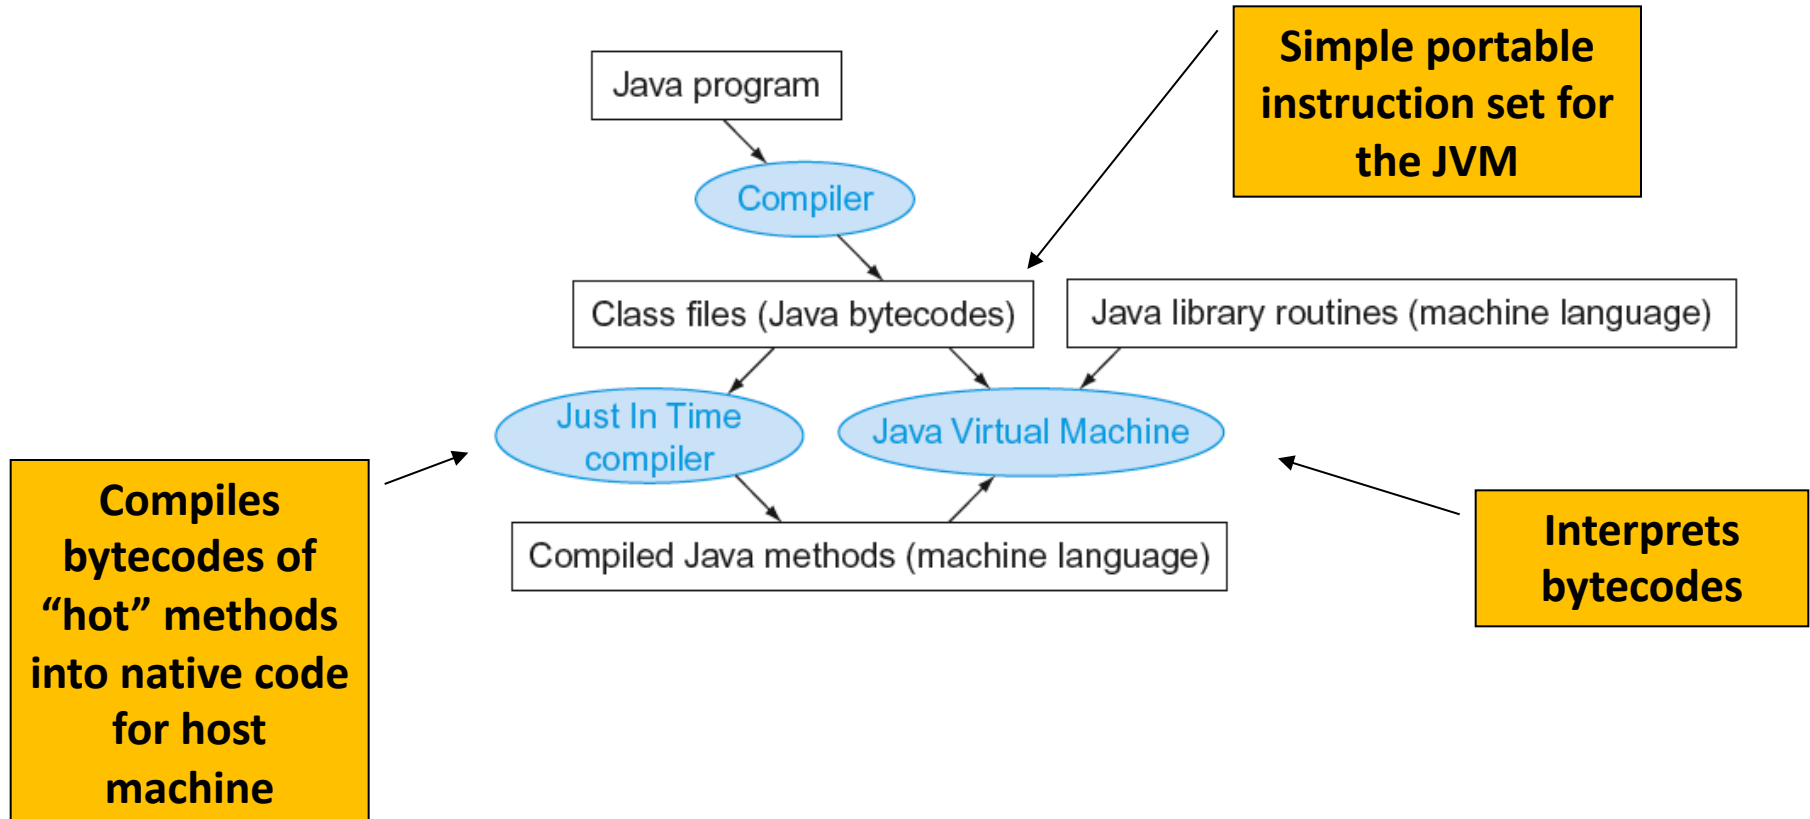 Java program
Simple portable
instruction set for
the JVM
Compiler
Class files (Java bytecodes)
Java library routines (machine language)
Just In Time
compiler
Java Virtual Machine
Compiles
bytecodes of
“hot” methods
into native code
for host
machine
Compiled Java methods (machine language)
Interprets
bytecodes